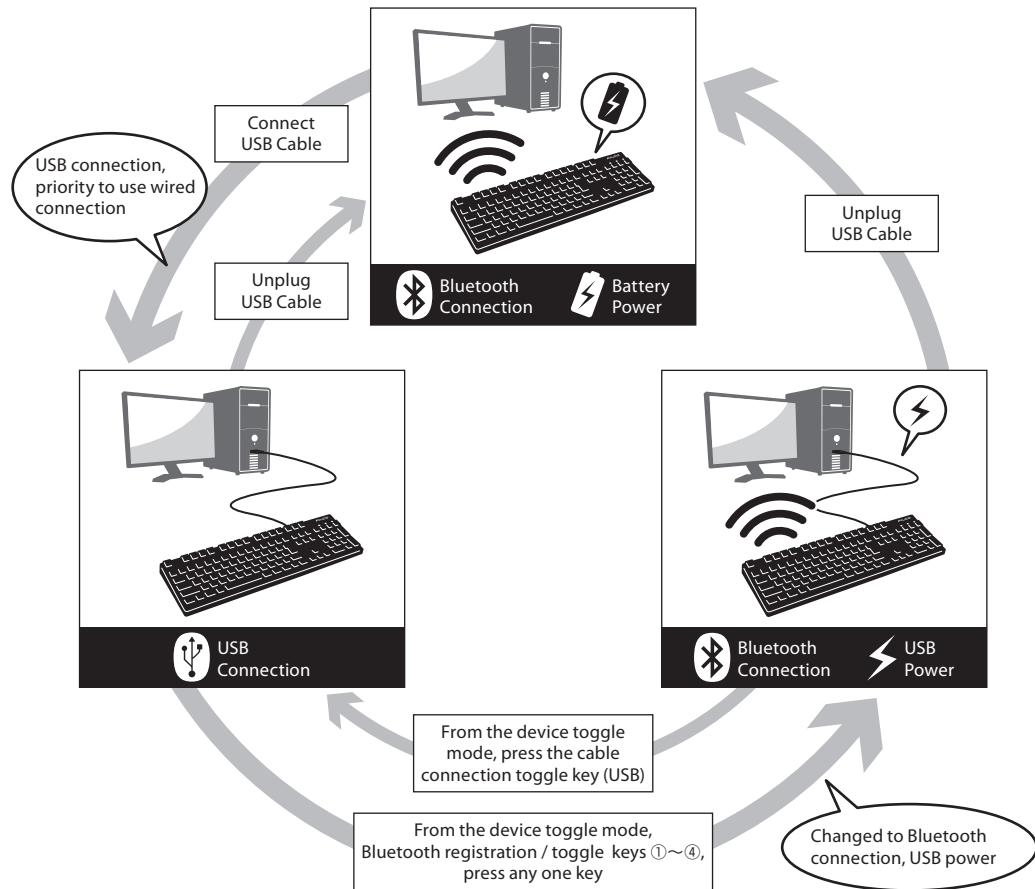 Connect
USB Cable
USB connection,
priority to use wired
connection
Unplug
USB Cable
Unplug
USB Cable
Bluetooth
Connection
Battery
Power
USB
Connection
Bluetooth
Connection
USB
Power
From the device toggle
mode, press the cable
connection toggle key (USB)
From the device toggle mode,
Bluetooth registration / toggle keys ①～④,
press any one key
Changed to Bluetooth
connection, USB power